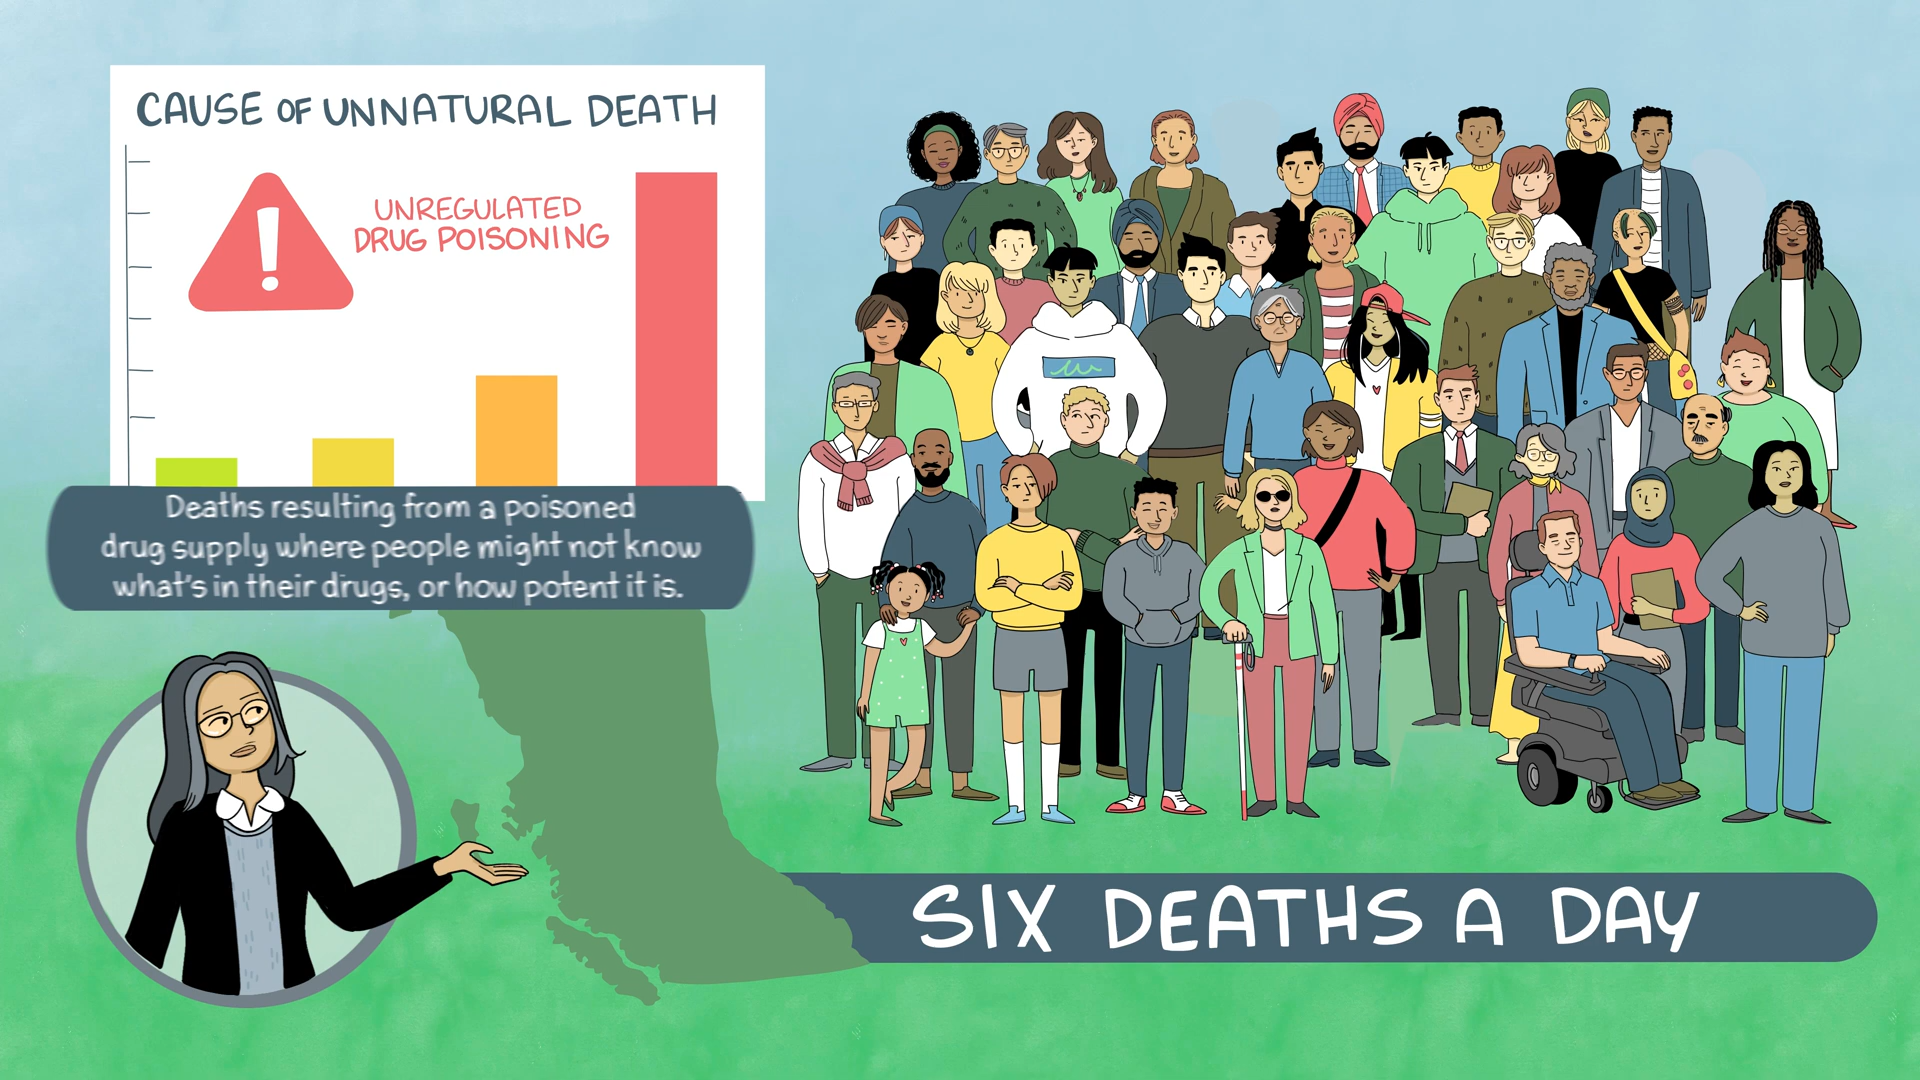 CAUSE OF UNNATURAL DEATH
UNREGULATED
DRUG POISONING
Deaths resulting from a poisoned
drug supply where people might not know
what's in their drugs, or how potent it is.
SIX DEATHS A DAY